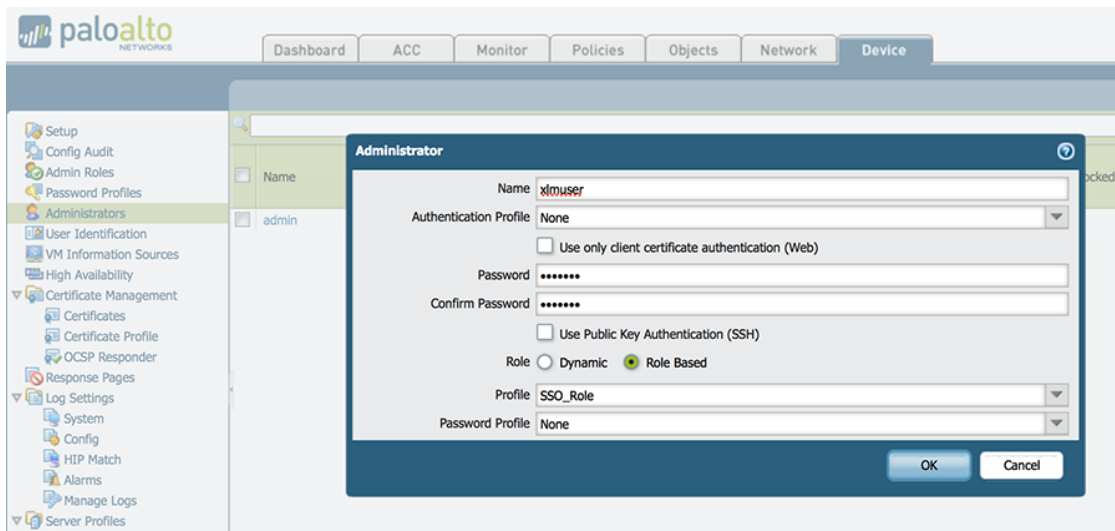 paloalto
NETWORKS
Dashboard ACC Monitor Policies Objects Network Device
Setup
Config Audit
Admin Roles
Password Profiles
Administrators
User Identification
VM Information Sources
High Availability
Certificate Management
Certificates
Certificate Profile
OCSP Responder
Response Pages
Log Settings
System
Config
HIP Match
Alarms
Manage Logs
Server Profiles
Name
admin
Administrator
Name xlmuser
Authentication Profile None
Use only client certificate authentication (Web)
Password •••••••
Confirm Password •••••••
Use Public Key Authentication (SSH)
Role Dynamic Role Based
Profile SSO_Role
Password Profile None
OK Cancel